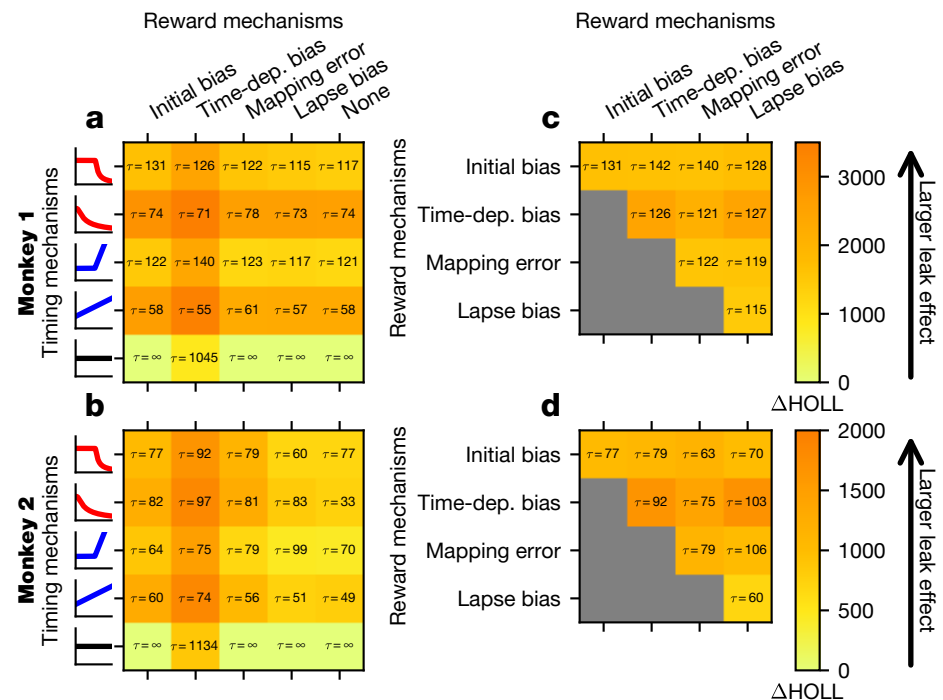 Reward mechanisms
Initial bias
Time-dep. bias
Mapping error
Lapse bias
None
a
Monkey 1
Timing mechanisms
τ=131 τ=126 τ=122 τ=115 τ=117
τ=74 τ=71 τ=78 τ=73 τ=74
τ=122 τ=140 τ=123 τ=117 τ=121
τ=58 τ=55 τ=61 τ=57 τ=58
τ=∞ τ=1045 τ=∞ τ=∞ τ=∞
Reward mechanisms
Initial bias
Time-dep. bias
Mapping error
Lapse bias
c
Reward mechanisms
Initial bias τ=131 τ=142 τ=140 τ=128
Time-dep. bias τ=126 τ=121 τ=127
Mapping error τ=122 τ=119
Lapse bias τ=115
3000
2000
1000
0
ΔHOLL
Larger leak effect
b
Monkey 2
Timing mechanisms
τ=77 τ=92 τ=79 τ=60 τ=77
τ=82 τ=97 τ=81 τ=83 τ=33
τ=64 τ=75 τ=79 τ=99 τ=70
τ=60 τ=74 τ=56 τ=51 τ=49
τ=∞ τ=1134 τ=∞ τ=∞ τ=∞
d
Reward mechanisms
Initial bias τ=77 τ=79 τ=63 τ=70
Time-dep. bias τ=92 τ=75 τ=103
Mapping error τ=79 τ=106
Lapse bias τ=60
2000
1500
1000
500
0
ΔHOLL
Larger leak effect